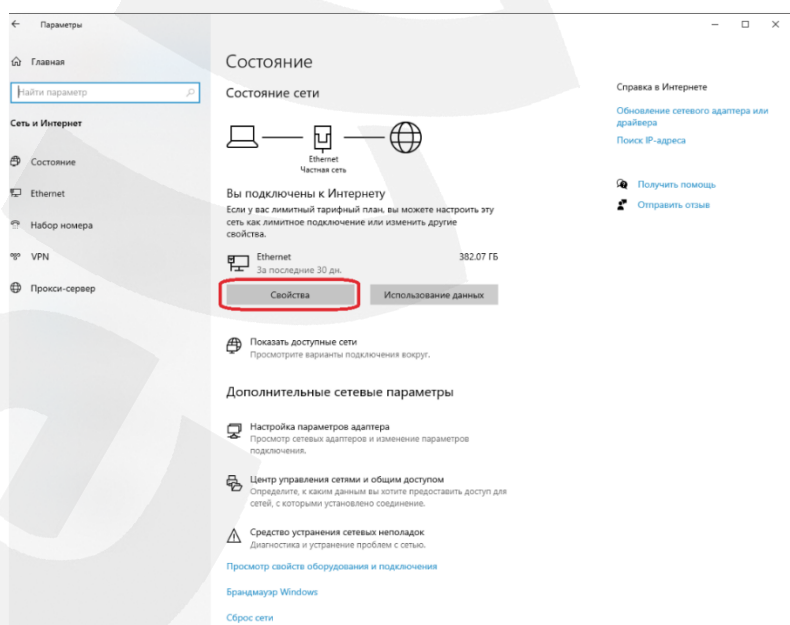 Параметры
Главная
Найти параметр
Сеть и Интернет
Состояние
Ethernet
Набор номера
VPN
Прокси-сервер
Состояние
Состояние сети
Ethernet
Частная сеть
Вы подключены к Интернету
Если у вас лимитный тарифный план, вы можете настроить эту
сеть как лимитное подключение или изменить другие
свойства.
Ethernet 382.07 ГБ
За последние 30 дн.
Свойства Использование данных
Показать доступные сети
Просмотрите варианты подключения вокруг.
Дополнительные сетевые параметры
Настройка параметров адаптера
Просмотр сетевых адаптеров и изменение параметров
подключения.
Центр управления сетями и общим доступом
Определите, к каким данным вы хотите предоставить доступ для
сетей, с которыми установлено соединение.
Средство устранения сетевых неполадок
Диагностика и устранение проблем с сетью.
Просмотр свойств оборудования и подключения
Брандмауэр Windows
Сброс сети
Справка в Интернете
Обновление сетевого адаптера или
драйвера
Поиск IP-адреса
Получить помощь
Отправить отзыв